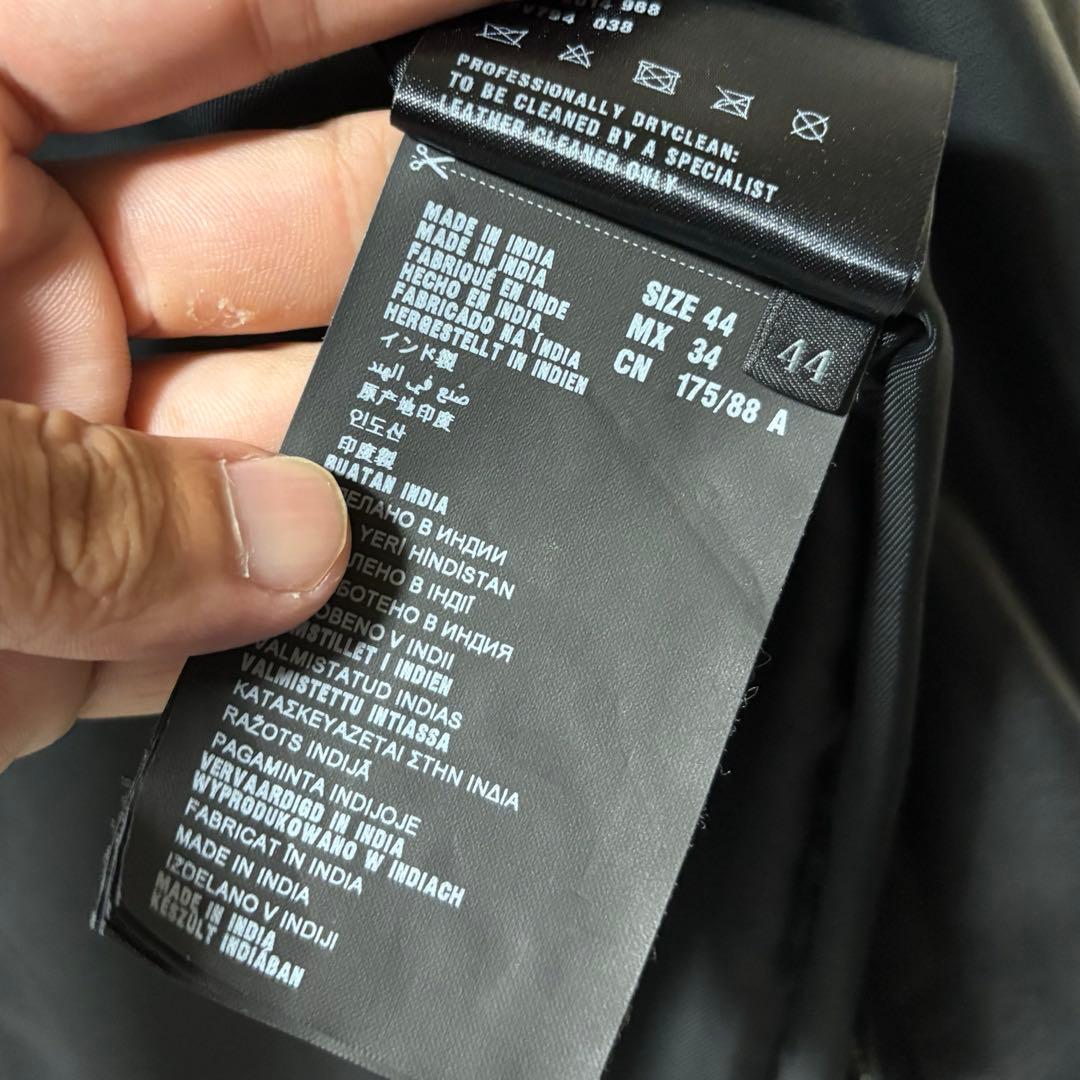 038
PROFESSIONALLY DRYCLEAN:
TO BE CLEANED BY A SPECIALIST
LEATHER CLEANER ONLY
MADE IN INDIA
MADE IN INDIA
FABRIQUÉ EN INDE
HECHO EN INDIA
FABRICADO NA ÍNDIA
HERGESTELLT IN INDIEN
インド製
صنع في الهند
原产地印度
인도산
印度製
BUATAN INDIA
В ИНДИИ
YERİ HİNDİSTAN
В ІНДІЇ
В ИНДИЯ
V INDII
I INDIEN
VALMISTATUD INDIAS
VALMISTETTU INTIASSA
ΚΑΤΑΣΚΕΥΑΖΕΤΑΙ ΣΤΗΝ ΙΝΔΙΑ
RAŽOTS INDIJĀ
PAGAMINTA INDIJOJE
VERVAARDIGD IN INDIA
WYPRODUKOWANO W INDIACH
FABRICAT ÎN INDIA
MADE IN INDIA
IZDELANO V INDIJI
MADE IN INDIA
KÉSZÜLT INDIÁBAN
SIZE 44
MX 34
CN 175/88 A
44